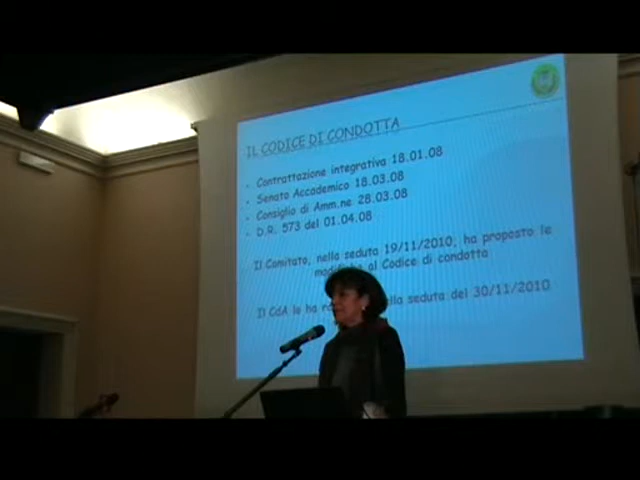 IL CODICE DI CONDOTTA
• Contrattazione integrativa 18.01.08
• Senato Accademico 18.03.08
• Consiglio di Amm.ne 28.03.08
• D.R. 573 del 01.04.08
Il Comitato, nella seduta 19/11/2010, ha proposto le
al Codice di condotta
Il CdA lo ha nella seduta del 30/11/2010